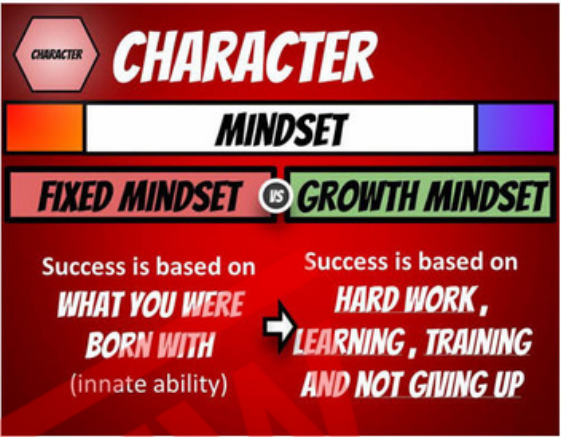 CHARACTER
CHARACTER
MINDSET
FIXED MINDSET VS GROWTH MINDSET
Success is based on
WHAT YOU WERE
BORN WITH
(innate ability)
Success is based on
HARD WORK ,
LEARNING , TRAINING
AND NOT GIVING UP